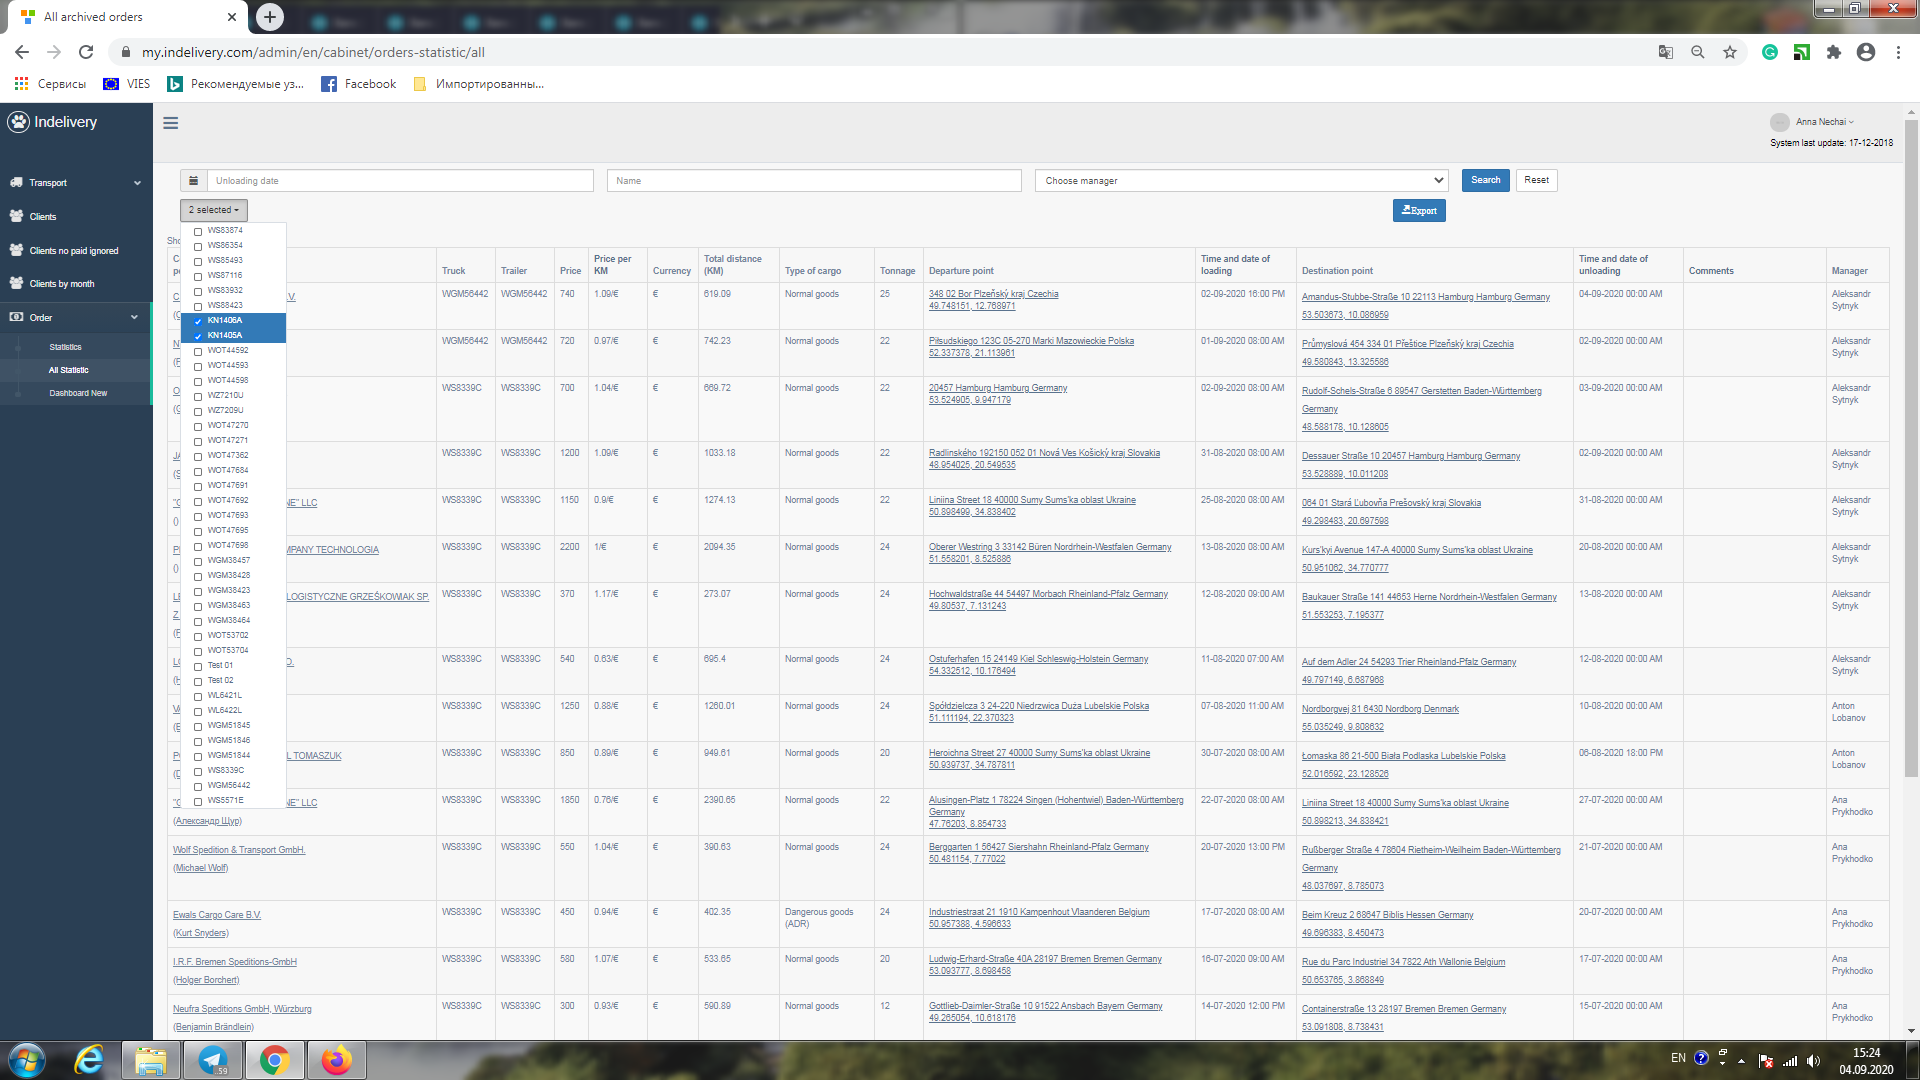 All archived orders
my.indelivery.com/admin/en/cabinet/orders-statistic/all
Сервисы
VIES
Рекомендуемые уз...
Facebook
Импортированны...
Indelivery
Anna Nechai
System last update: 17-12-2018
Transport
Clients
Clients no paid ignored
Clients by month
Order
Statistics
All Statistic
Dashboard New
Unloading date
Name
Choose manager
Search
Reset
2 selected
Export
WS83874
WS86354
WS85493
WS87116
WS83932
WS88423
KN1406A
KN1405A
WOT44592
WOT44593
WOT44598
WZ7210U
WZ7209U
WOT47270
WOT47271
WOT47362
WOT47684
WOT47691
WOT47692
WOT47693
WOT47695
WOT47698
WGM38457
WGM38428
WGM38423
WGM38463
WGM38464
WOT53702
WOT53704
Test 01
Test 02
WL6421L
WL6422L
WGM51845
WGM51846
WGM51844
WS8339C
WGM56442
WS5571E
Truck Trailer Price Price per KM Currency Total distance (KM) Type of cargo Tonnage Departure point Time and date of loading Destination point Time and date of unloading Comments Manager
.V. WGM56442 WGM56442 740 1.09/€ € 619.09 Normal goods 25 348 02 Bor Plzeňský kraj Czechia 02-09-2020 16:00 PM Amandus-Stubbe-Straße 10 22113 Hamburg Hamburg Germany 04-09-2020 00:00 AM Aleksandr Sytnyk
49.748151, 12.768971 53.503673, 10.086959
WGM56442 WGM56442 720 0.97/€ € 742.23 Normal goods 22 Piłsudskiego 123C 05-270 Marki Mazowieckie Polska 01-09-2020 08:00 AM Průmyslová 454 334 01 Přeštice Plzeňský kraj Czechia 02-09-2020 00:00 AM Aleksandr Sytnyk
52.337378, 21.113961 49.580843, 13.325586
WS8339C WS8339C 700 1.04/€ € 669.72 Normal goods 22 20457 Hamburg Hamburg Germany 02-09-2020 08:00 AM Rudolf-Schels-Straße 6 89547 Gerstetten Baden-Württemberg Germany 03-09-2020 00:00 AM Aleksandr Sytnyk
53.524905, 9.947179 48.588178, 10.128605
WS8339C WS8339C 1200 1.09/€ € 1033.18 Normal goods 22 Radlinského 192150 052 01 Nová Ves Košický kraj Slovakia 31-08-2020 08:00 AM Dessauer Straße 10 20457 Hamburg Hamburg Germany 02-09-2020 00:00 AM Aleksandr Sytnyk
48.954025, 20.549535 53.528889, 10.011208
NE" LLC WS8339C WS8339C 1150 0.9/€ € 1274.13 Normal goods 22 Liniina Street 18 40000 Sumy Sums'ka oblast Ukraine 25-08-2020 08:00 AM 064 01 Stará Ľubovňa Prešovský kraj Slovakia 31-08-2020 00:00 AM Aleksandr Sytnyk
() 50.898499, 34.838402 49.298483, 20.697598
MPANY TECHNOLOGIA WS8339C WS8339C 2200 1/€ € 2094.35 Normal goods 24 Oberer Westring 3 33142 Büren Nordrhein-Westfalen Germany 13-08-2020 08:00 AM Kurs'kyi Avenue 147-A 40000 Sumy Sums'ka oblast Ukraine 20-08-2020 00:00 AM Aleksandr Sytnyk
() 51.558201, 8.525886 50.951062, 34.770777
LOGISTYCZNE GRZEŚKOWIAK SP. WS8339C WS8339C 370 1.17/€ € 273.07 Normal goods 24 Hochwaldstraße 44 54497 Morbach Rheinland-Pfalz Germany 12-08-2020 09:00 AM Baukauer Straße 141 44653 Herne Nordrhein-Westfalen Germany 13-08-2020 00:00 AM Aleksandr Sytnyk
49.80537, 7.131243 51.553253, 7.195377
O. WS8339C WS8339C 540 0.63/€ € 695.4 Normal goods 24 Ostuferhafen 15 24149 Kiel Schleswig-Holstein Germany 11-08-2020 07:00 AM Auf dem Adler 24 54293 Trier Rheinland-Pfalz Germany 12-08-2020 00:00 AM Aleksandr Sytnyk
54.332512, 10.176494 49.797149, 6.687968
WS8339C WS8339C 1250 0.88/€ € 1260.01 Normal goods 24 Spółdzielcza 3 24-220 Niedrzwica Duża Lubelskie Polska 07-08-2020 11:00 AM Nordborgvej 81 6430 Nordborg Denmark 10-08-2020 00:00 AM Anton Lobanov
51.111194, 22.370323 55.035249, 9.808632
L TOMASZUK WS8339C WS8339C 850 0.89/€ € 949.61 Normal goods 20 Heroichna Street 27 40000 Sumy Sums'ka oblast Ukraine 30-07-2020 08:00 AM Łomaska 86 21-500 Biała Podlaska Lubelskie Polska 06-08-2020 18:00 PM Anton Lobanov
50.939737, 34.787811 52.016592, 23.128526
NE" LLC WS8339C WS8339C 1850 0.76/€ € 2390.65 Normal goods 22 Alusingen-Platz 1 78224 Singen (Hohentwiel) Baden-Württemberg Germany 22-07-2020 08:00 AM Liniina Street 18 40000 Sumy Sums'ka oblast Ukraine 27-07-2020 00:00 AM Ana Prykhodko
(Александр Щур) 47.76203, 8.854733 50.898213, 34.838421
Wolf Spedition & Transport GmbH. WS8339C WS8339C 550 1.04/€ € 390.63 Normal goods 24 Berggarten 1 56427 Siershahn Rheinland-Pfalz Germany 20-07-2020 13:00 PM Rußberger Straße 4 78604 Rietheim-Weilheim Baden-Württemberg Germany 21-07-2020 00:00 AM Ana Prykhodko
(Michael Wolf) 50.481154, 7.77022 48.037697, 8.785073
Ewals Cargo Care B.V. WS8339C WS8339C 450 0.94/€ € 402.35 Dangerous goods (ADR) 24 Industriestraat 21 1910 Kampenhout Vlaanderen Belgium 17-07-2020 08:00 AM Beim Kreuz 2 68647 Biblis Hessen Germany 20-07-2020 00:00 AM Ana Prykhodko
(Kurt Snyders) 50.957388, 4.596633 49.696383, 8.450473
I.R.F. Bremen Speditions-GmbH WS8339C WS8339C 580 1.07/€ € 533.65 Normal goods 20 Ludwig-Erhard-Straße 40A 28197 Bremen Bremen Germany 16-07-2020 09:00 AM Rue du Parc Industriel 34 7822 Ath Wallonie Belgium 17-07-2020 00:00 AM Ana Prykhodko
(Holger Borchert) 53.093777, 8.698458 50.653765, 3.868849
Neufra Speditions GmbH, Würzburg WS8339C WS8339C 300 0.93/€ € 590.89 Normal goods 12 Gottlieb-Daimler-Straße 10 91522 Ansbach Bayern Germany 14-07-2020 12:00 PM Containerstraße 13 28197 Bremen Bremen Germany 15-07-2020 00:00 AM Ana Prykhodko
(Benjamin Brändlein) 49.265054, 10.618176 53.091808, 8.738431
59
EN
15:24
04.09.2020